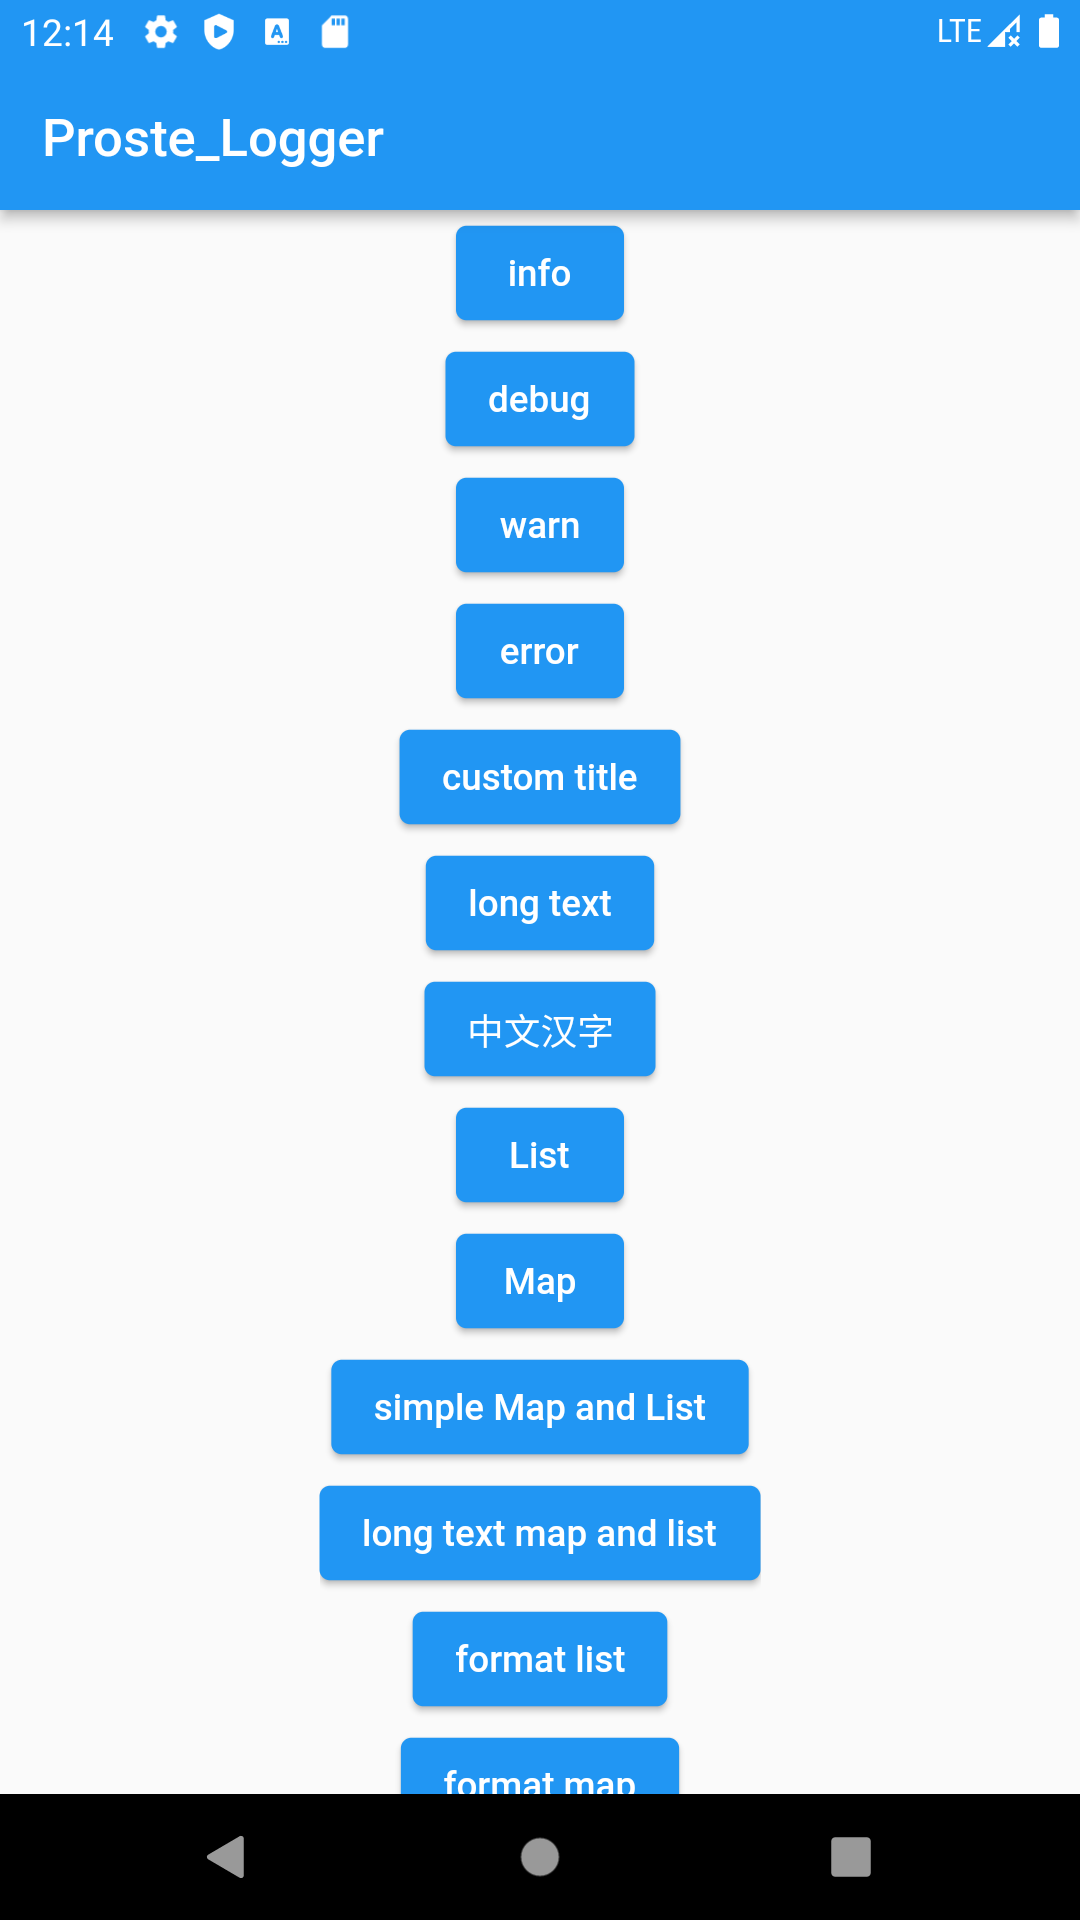 12:14
LTE
Proste_Logger
info
debug
warn
error
custom title
long text
中文汉字
List
Map
simple Map and List
long text map and list
format list
format map